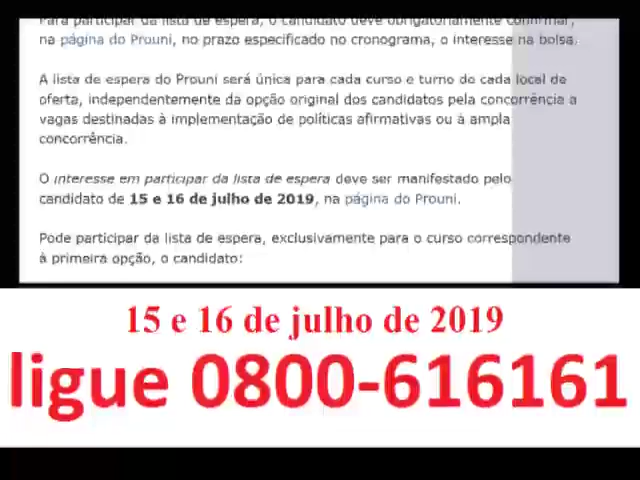 Para participar da lista de espera, o candidato deve obrigatoriamente confirmar,
na página do Prouni, no prazo especificado no cronograma, o interesse na bolsa.
A lista de espera do Prouni será única para cada curso e turno do cada local de
oferta, independentemente da opção original dos candidatos pela concorrência a
vagas destinadas à implementação de políticas afirmativas ou à ampla
concorrência.
O interesse em participar da lista de espera deve ser manifestado pelo
candidato de 15 e 16 de julho de 2019, na página do Prouni.
Pode participar da lista de espera, exclusivamente para o curso correspondente
à primeira opção, o candidato:
15 e 16 de julho de 2019
ligue 0800-616161